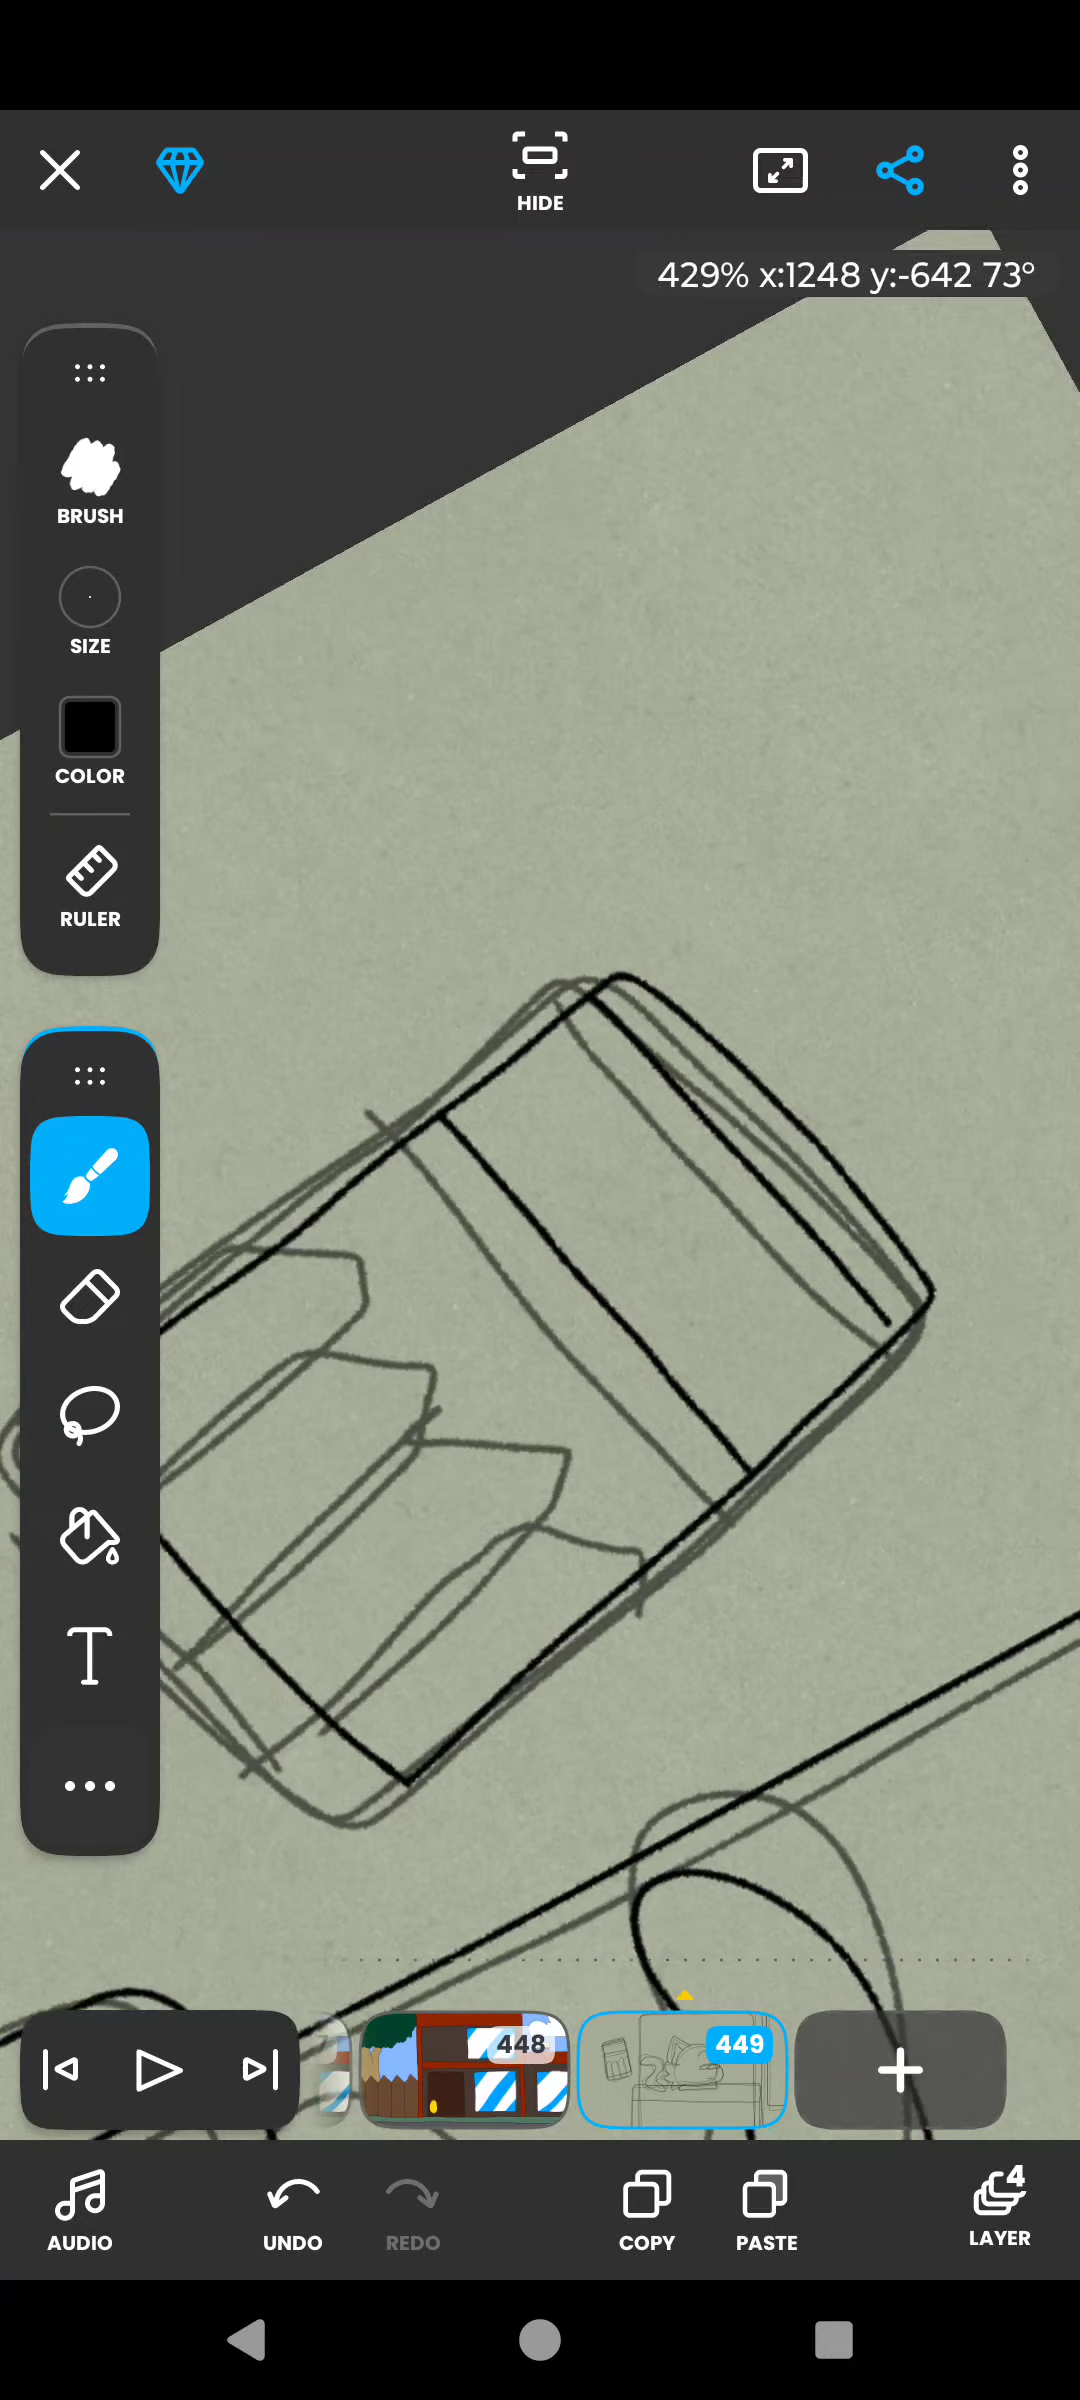 HIDE
429% x:1248 y:-642 73°
BRUSH
SIZE
COLOR
RULER
448
449
AUDIO
UNDO
REDO
COPY
PASTE
4
LAYER